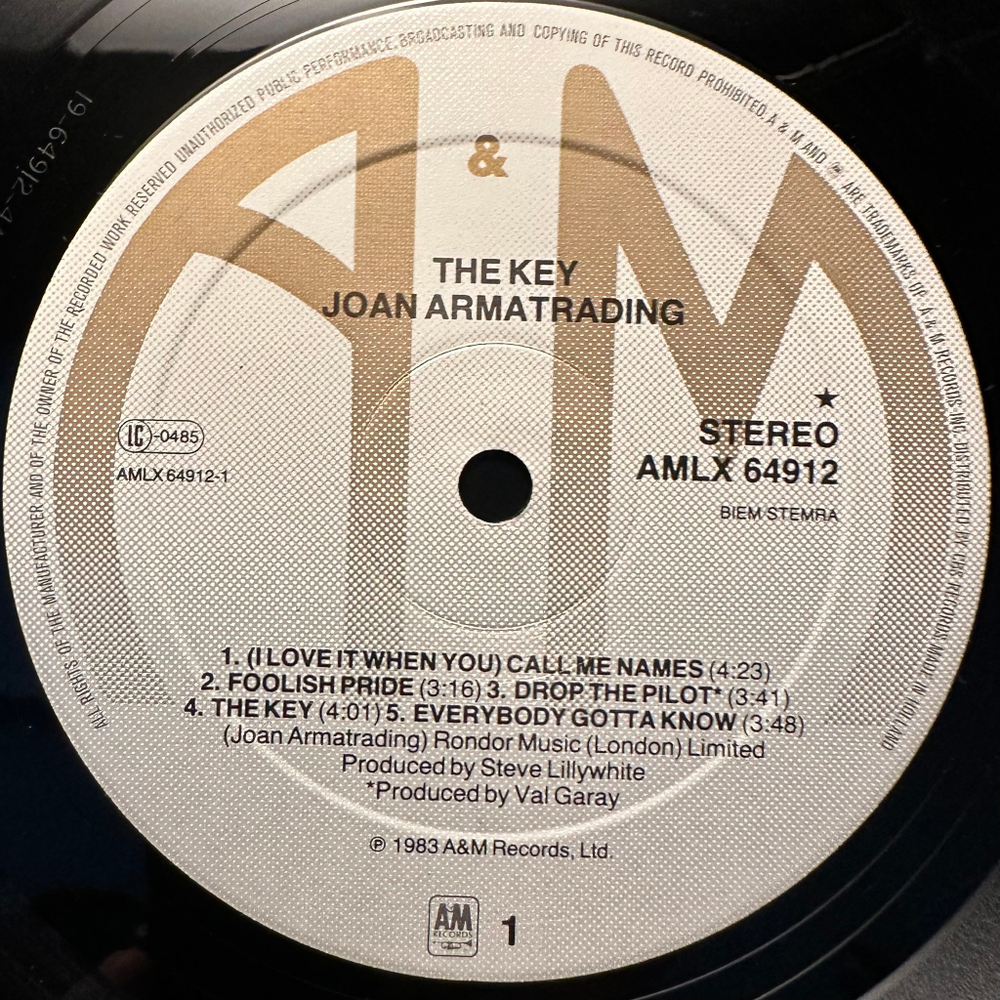 ALL RIGHTS OF THE MANUFACTURER AND OF THE OWNER OF THE RECORDED WORK RESERVED UNAUTHORIZED PUBLIC PERFORMANCE, BROADCASTING AND COPYING OF THIS RECORD PROHIBITED. A & M AND ARE TRADEMARKS OF A & M RECORDS INC. DISTRIBUTED BY CBS RECORDS MADE IN HOLLAND
A & M
THE KEY
JOAN ARMATRADING
LC-0485
AMLX 64912-1
★
STEREO
AMLX 64912
BIEM STEMRA
1. (I LOVE IT WHEN YOU) CALL ME NAMES (4:23)
2. FOOLISH PRIDE (3:16) 3. DROP THE PILOT* (3:41)
4. THE KEY (4:01) 5. EVERYBODY GOTTA KNOW (3:48)
(Joan Armatrading) Rondor Music (London) Limited
Produced by Steve Lillywhite
*Produced by Val Garay
℗ 1983 A&M Records, Ltd.
AM
RECORDS
1